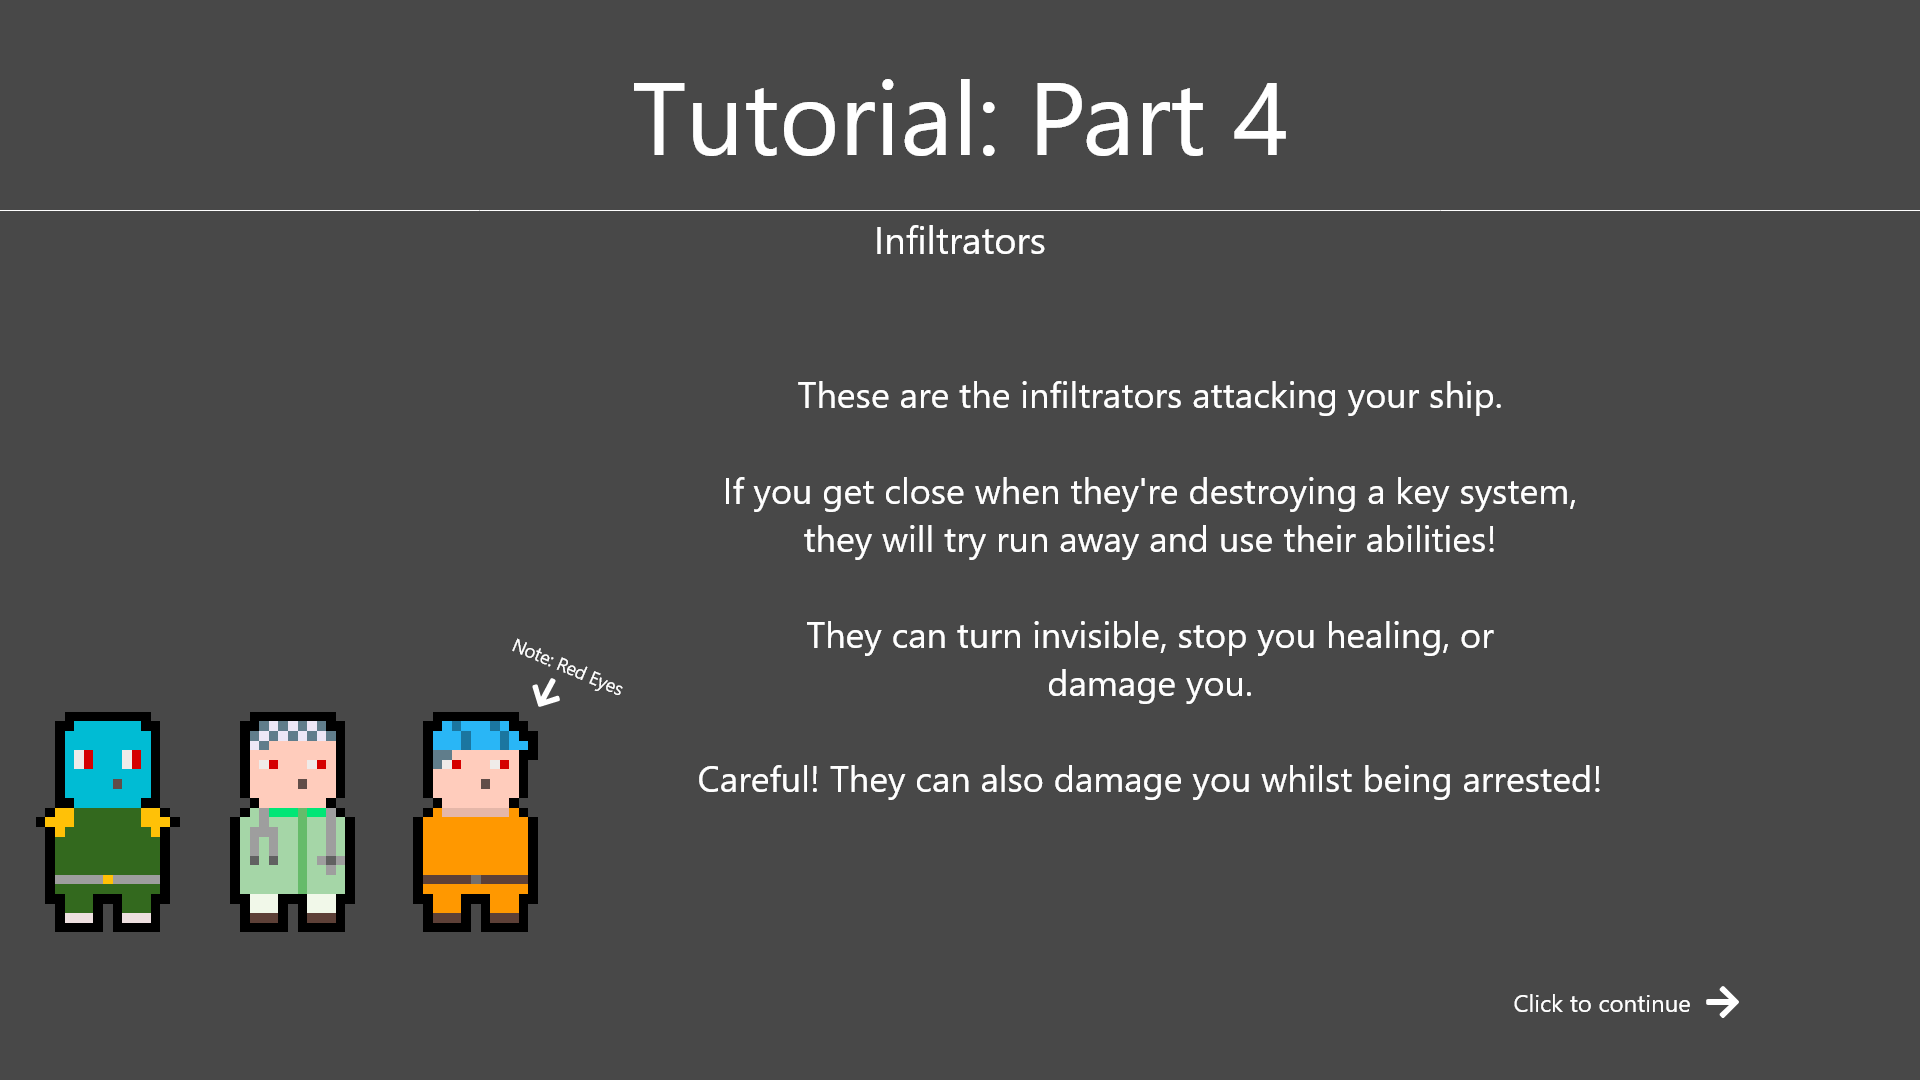 Tutorial: Part 4
Infiltrators
These are the infiltrators attacking your ship.
If you get close when they're destroying a key system,
they will try run away and use their abilities!
They can turn invisible, stop you healing, or
damage you.
Careful! They can also damage you whilst being arrested!
Note: Red Eyes
Click to continue